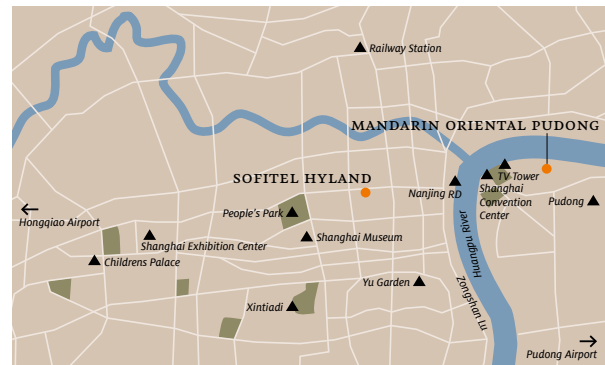 Railway Station
MANDARIN ORIENTAL PUDONG
SOFITEL HYLAND
TV Tower
Nanjing RD
Shanghai
Convention
Center
Pudong
People's Park
Hongqiao Airport
Shanghai Exhibition Center
Shanghai Museum
Childrens Palace
Huangpu River
Yu Garden
Zongshan Lu
Xintiadi
Pudong Airport